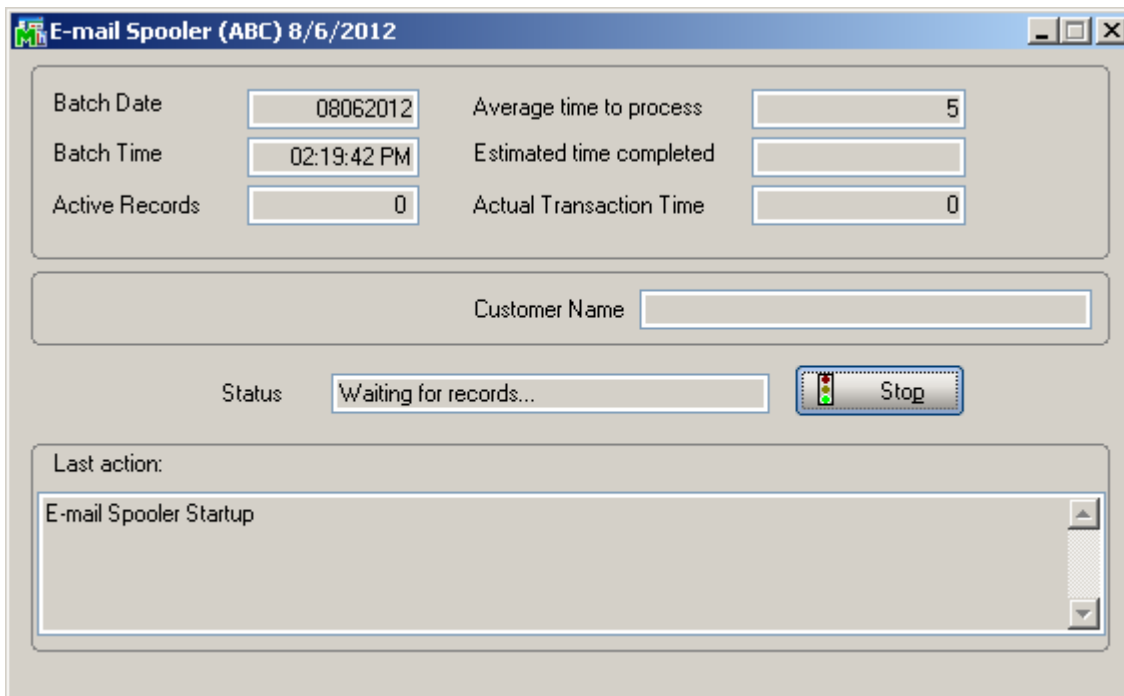 E-mail Spooler (ABC) 8/6/2012
Batch Date 08062012 Average time to process 5
Batch Time 02:19:42 PM Estimated time completed
Active Records 0 Actual Transaction Time 0
Customer Name
Status Waiting for records... Stop
Last action:
E-mail Spooler Startup